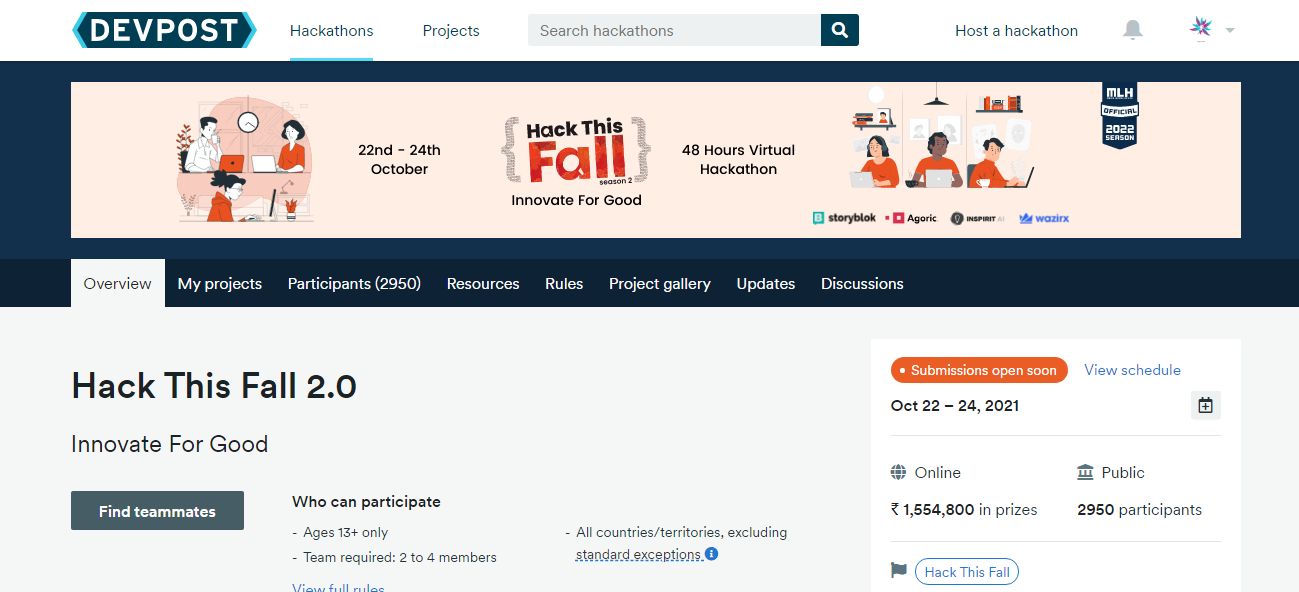 DEVPOST
Hackathons
Projects
Search hackathons
Host a hackathon
22nd - 24th
October
Hack This
Fall
season 2
Innovate For Good
48 Hours Virtual
Hackathon
storyblok
Agoric
INSPIRIT AI
wazirx
MLH
OFFICIAL
2022
SEASON
Overview
My projects
Participants (2950)
Resources
Rules
Project gallery
Updates
Discussions
Hack This Fall 2.0
Innovate For Good
Find teammates
Who can participate
- Ages 13+ only
- Team required: 2 to 4 members
- All countries/territories, excluding
standard exceptions
View full rules
Submissions open soon
View schedule
Oct 22 – 24, 2021
Online
Public
₹ 1,554,800 in prizes
2950 participants
Hack This Fall